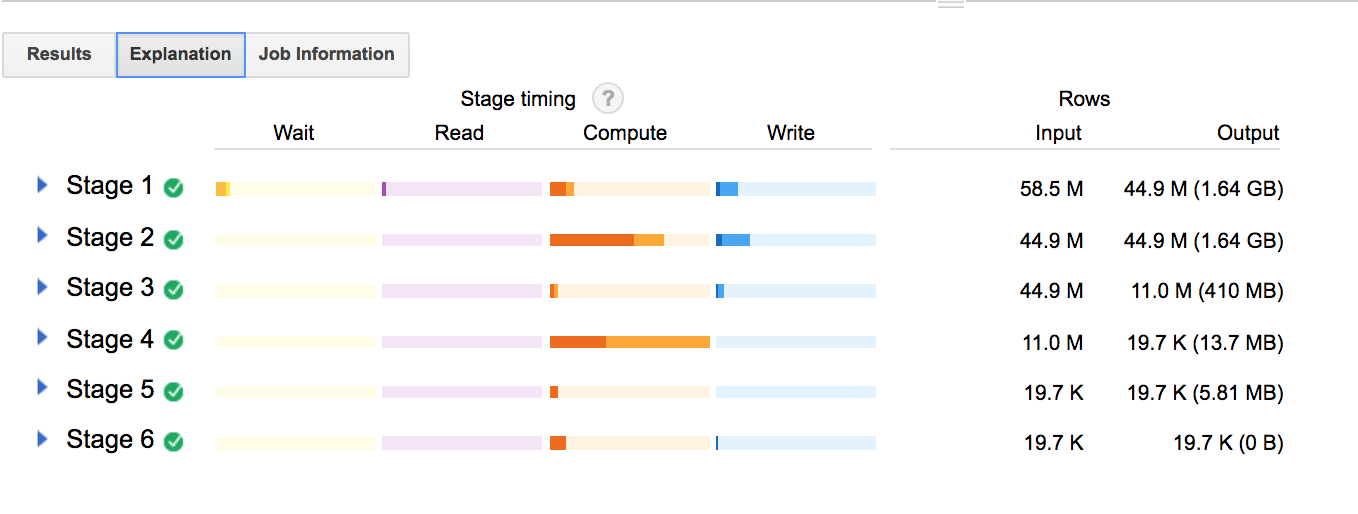 Results Explanation Job Information
Stage timing ? Rows
Wait Read Compute Write Input Output
Stage 1 58.5 M 44.9 M (1.64 GB)
Stage 2 44.9 M 44.9 M (1.64 GB)
Stage 3 44.9 M 11.0 M (410 MB)
Stage 4 11.0 M 19.7 K (13.7 MB)
Stage 5 19.7 K 19.7 K (5.81 MB)
Stage 6 19.7 K 19.7 K (0 B)